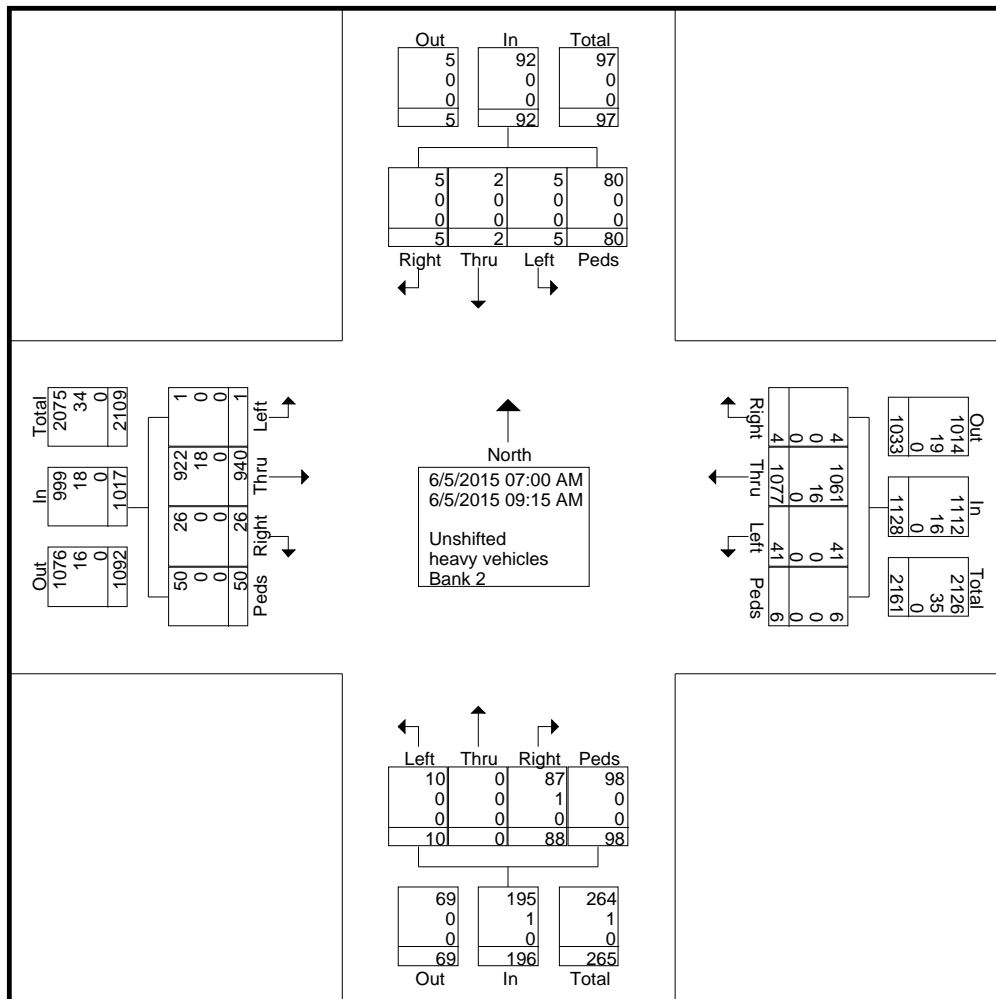 Out In Total
5 92 97
0 0 0
0 0 0
5 92 97
5 2 5 80
0 0 0 0
0 0 0 0
5 2 5 80
Right Thru Left Peds
Total
2075 34 0 2109
In
999 18 0 1017
Out
1076 16 0 1092
1 0 0 1
Left
922 18 0 940
Thru
26 0 0 26
Right
50 0 0 50
Peds
North
6/5/2015 07:00 AM
6/5/2015 09:15 AM
Unshifted
heavy vehicles
Bank 2
Right
4 0 0 4
Thru
1061 16 0 1077
Left
41 0 0 41
Peds
6 0 0 6
Out
1014 19 0 1033
In
1112 16 0 1128
Total
2126 35 0 2161
Left Thru Right Peds
10 0 87 98
0 0 1 0
0 0 0 0
10 0 88 98
69 195 264
0 1 1
0 0 0
69 196 265
Out In Total